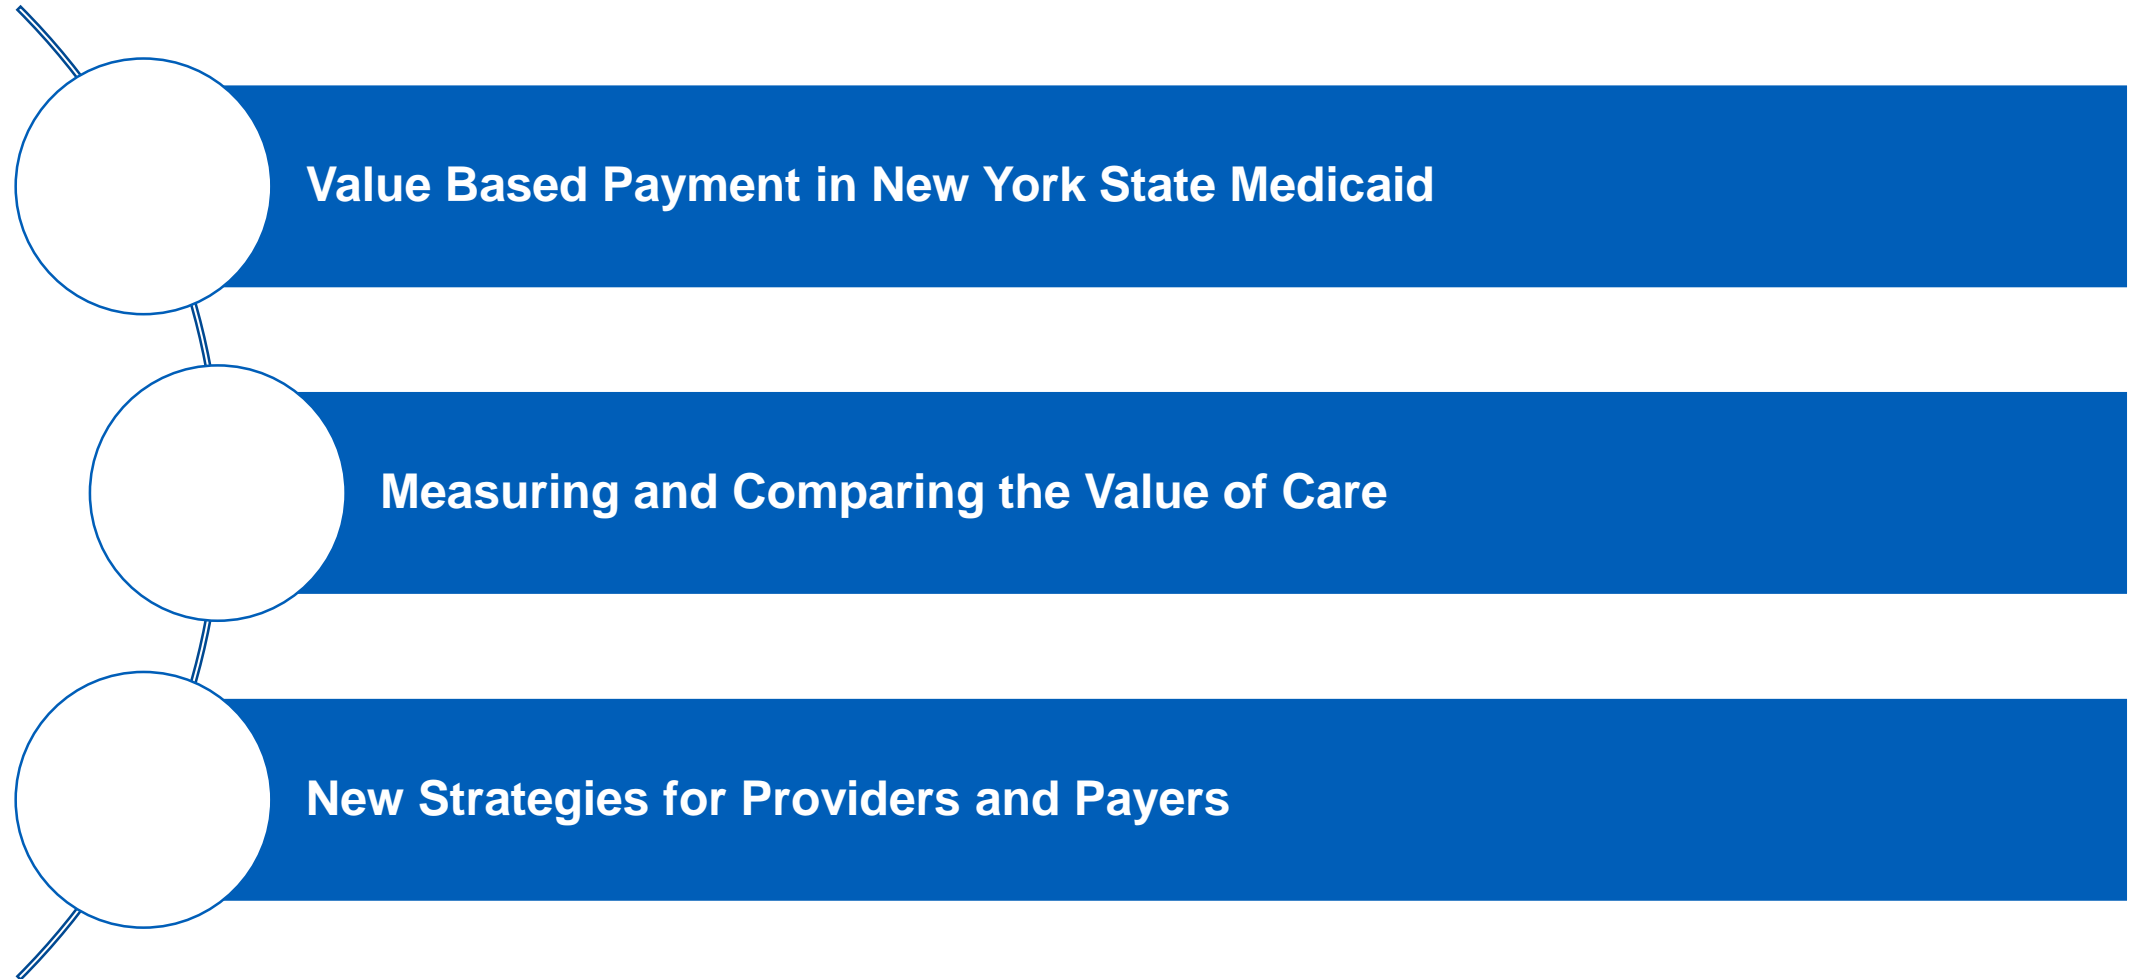 Value Based Payment in New York State Medicaid
Measuring and Comparing the Value of Care
New Strategies for Providers and Payers